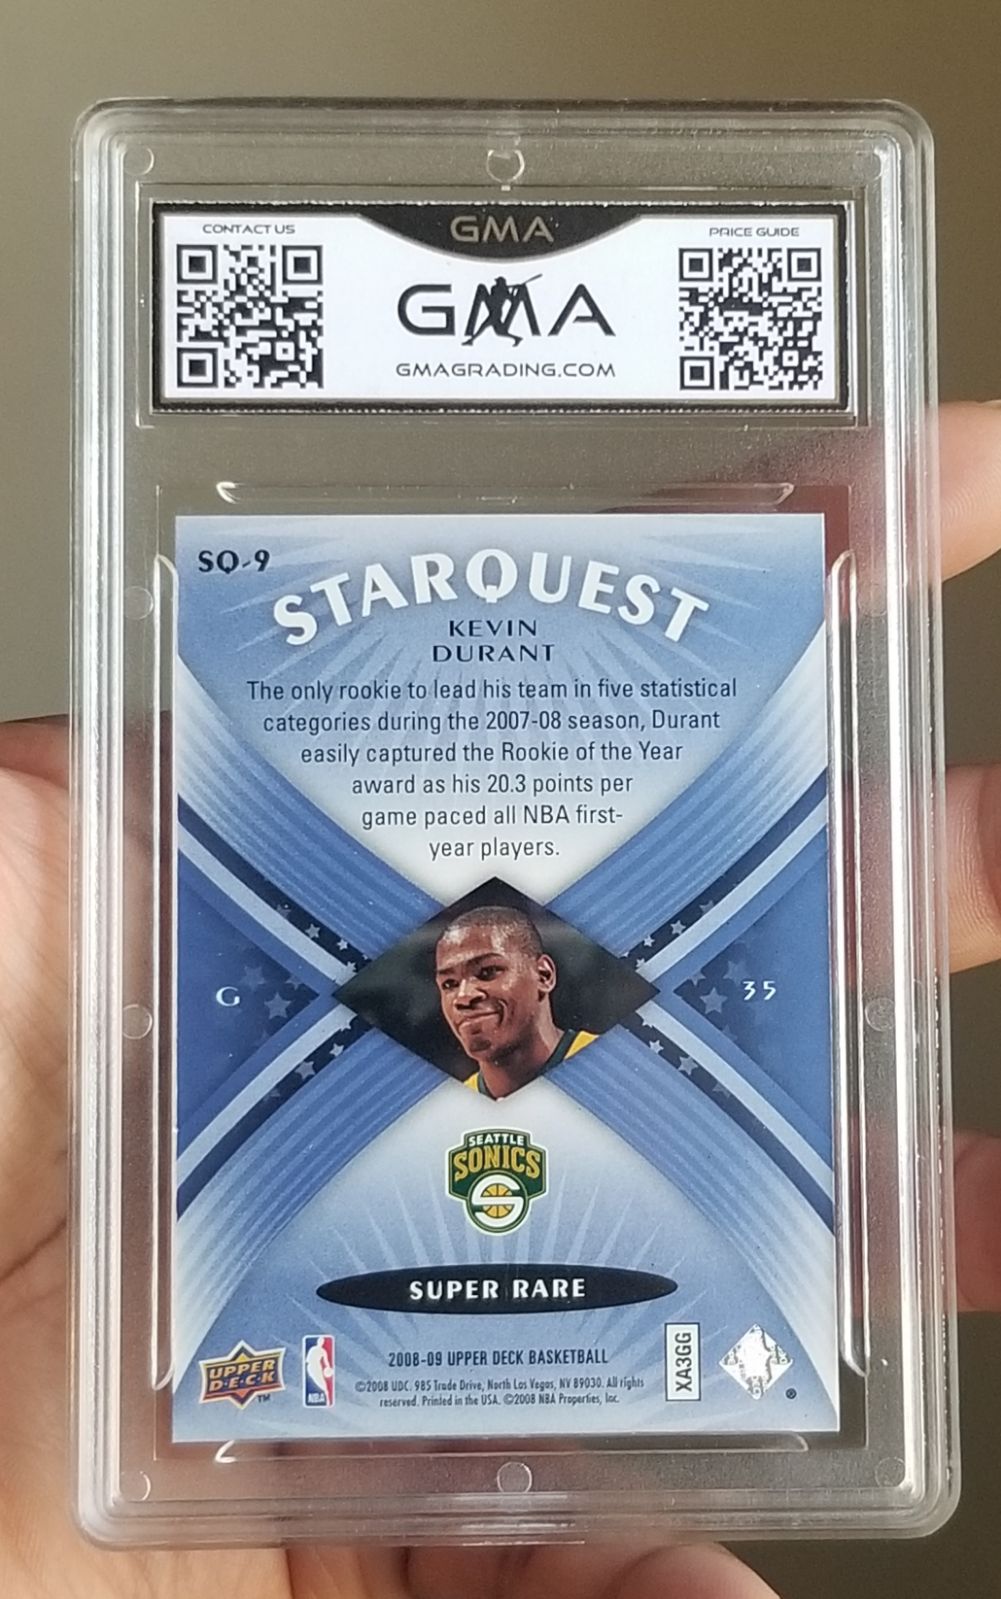 CONTACT US
GMA
PRICE GUIDE
GMA
GMAGRADING.COM
SQ-9
STARQUEST
KEVIN
DURANT
The only rookie to lead his team in five statistical
categories during the 2007-08 season, Durant
easily captured the Rookie of the Year
award as his 20.3 points per
game paced all NBA first-
year players.
G
35
SEATTLE
SONICS
SUPER RARE
UPPER
D·E·C·K
TM
NBA
2008-09 UPPER DECK BASKETBALL
©2008 UDC. 985 Trade Drive, North Las Vegas, NV 89030. All rights
reserved. Printed in the USA. ©2008 NBA Properties, Inc.
XA3GG
®